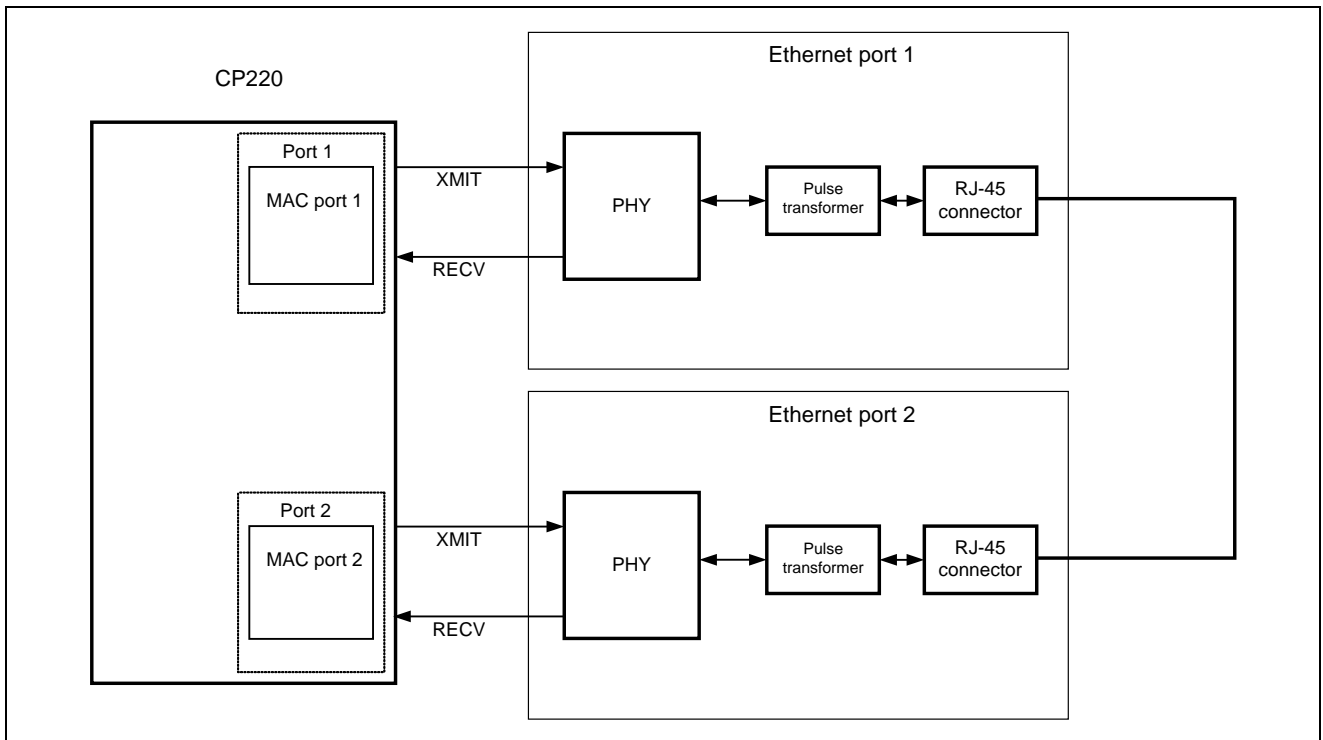 CP220
Ethernet port 1
Port 1
MAC port 1
XMIT
RECV
PHY
Pulse
transformer
RJ-45
connector
Ethernet port 2
Port 2
MAC port 2
XMIT
RECV
PHY
Pulse
transformer
RJ-45
connector